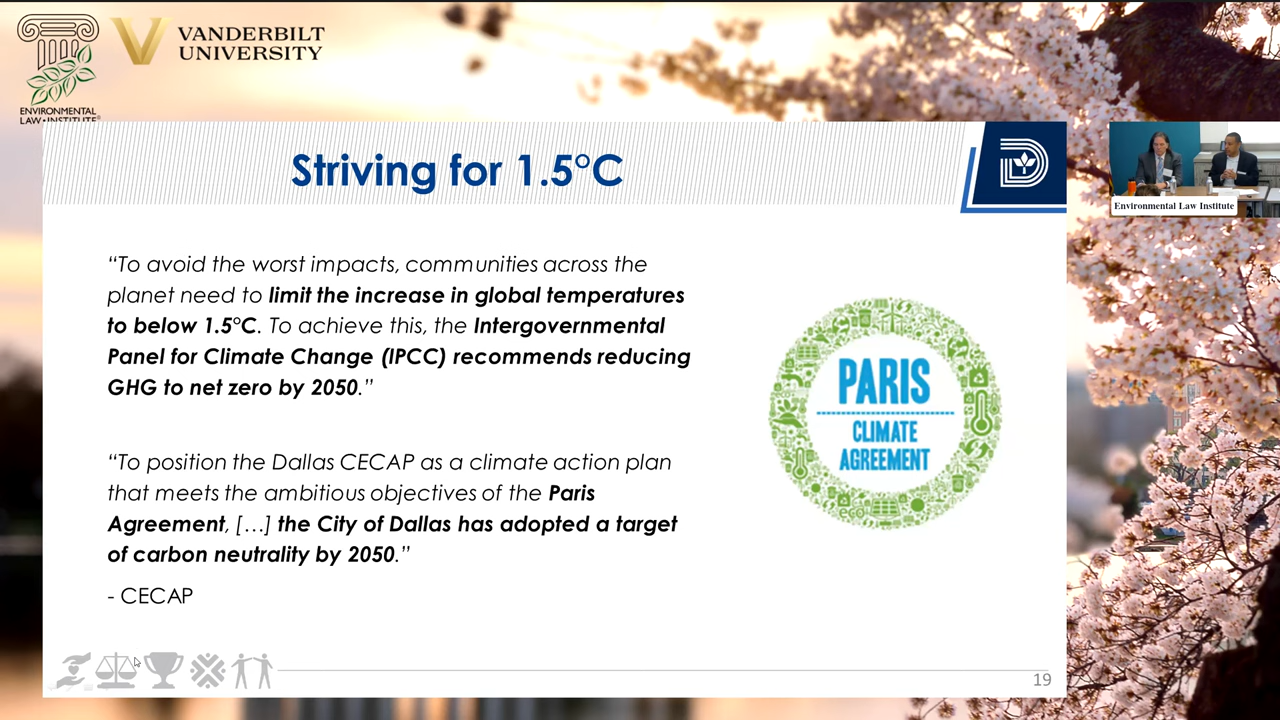 VANDERBILT
UNIVERSITY
ENVIRONMENTAL
LAW•INSTITUTE®
Striving for 1.5°C
Environmental Law Institute
“To avoid the worst impacts, communities across the
planet need to limit the increase in global temperatures
to below 1.5°C. To achieve this, the Intergovernmental
Panel for Climate Change (IPCC) recommends reducing
GHG to net zero by 2050.”
“To position the Dallas CECAP as a climate action plan
that meets the ambitious objectives of the Paris
Agreement, […] the City of Dallas has adopted a target
of carbon neutrality by 2050.”
- CECAP
PARIS
CLIMATE
AGREEMENT
eco
19